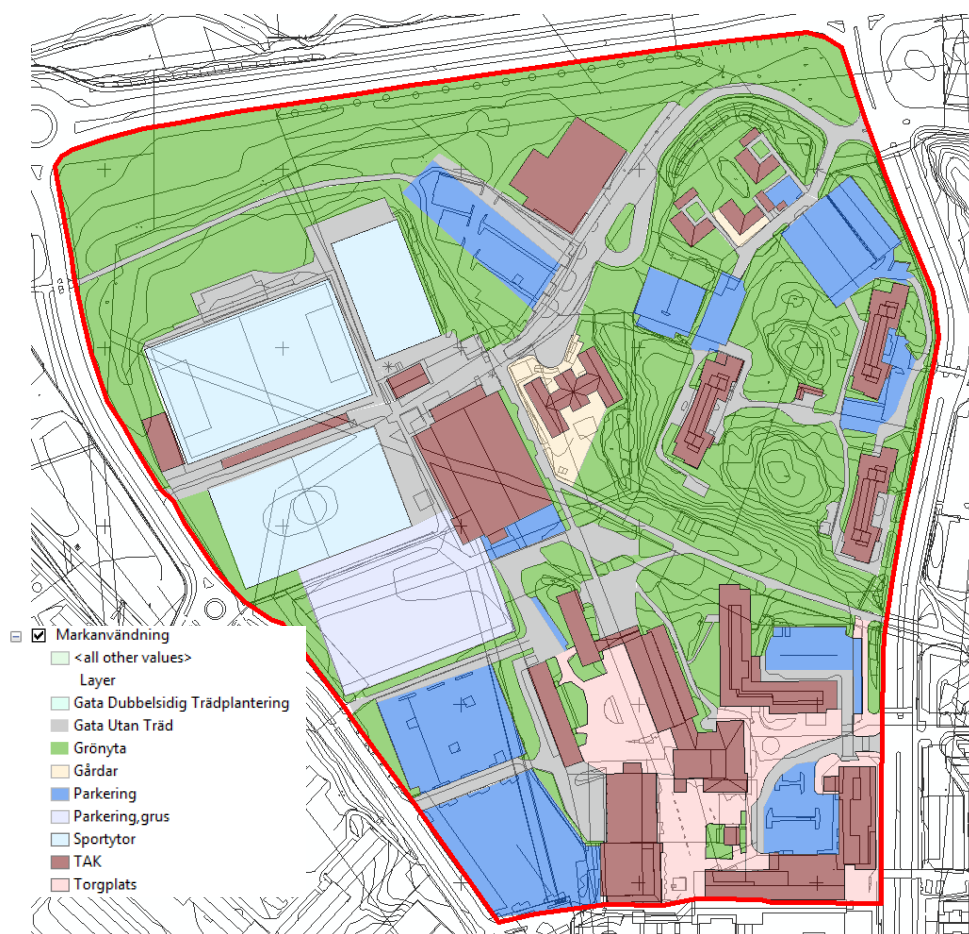 Markanvändning
<all other values>
Layer
Gata Dubbelsidig Trädplantering
Gata Utan Träd
Grönyta
Gårdar
Parkering
Parkering,grus
Sportytor
TAK
Torgplats